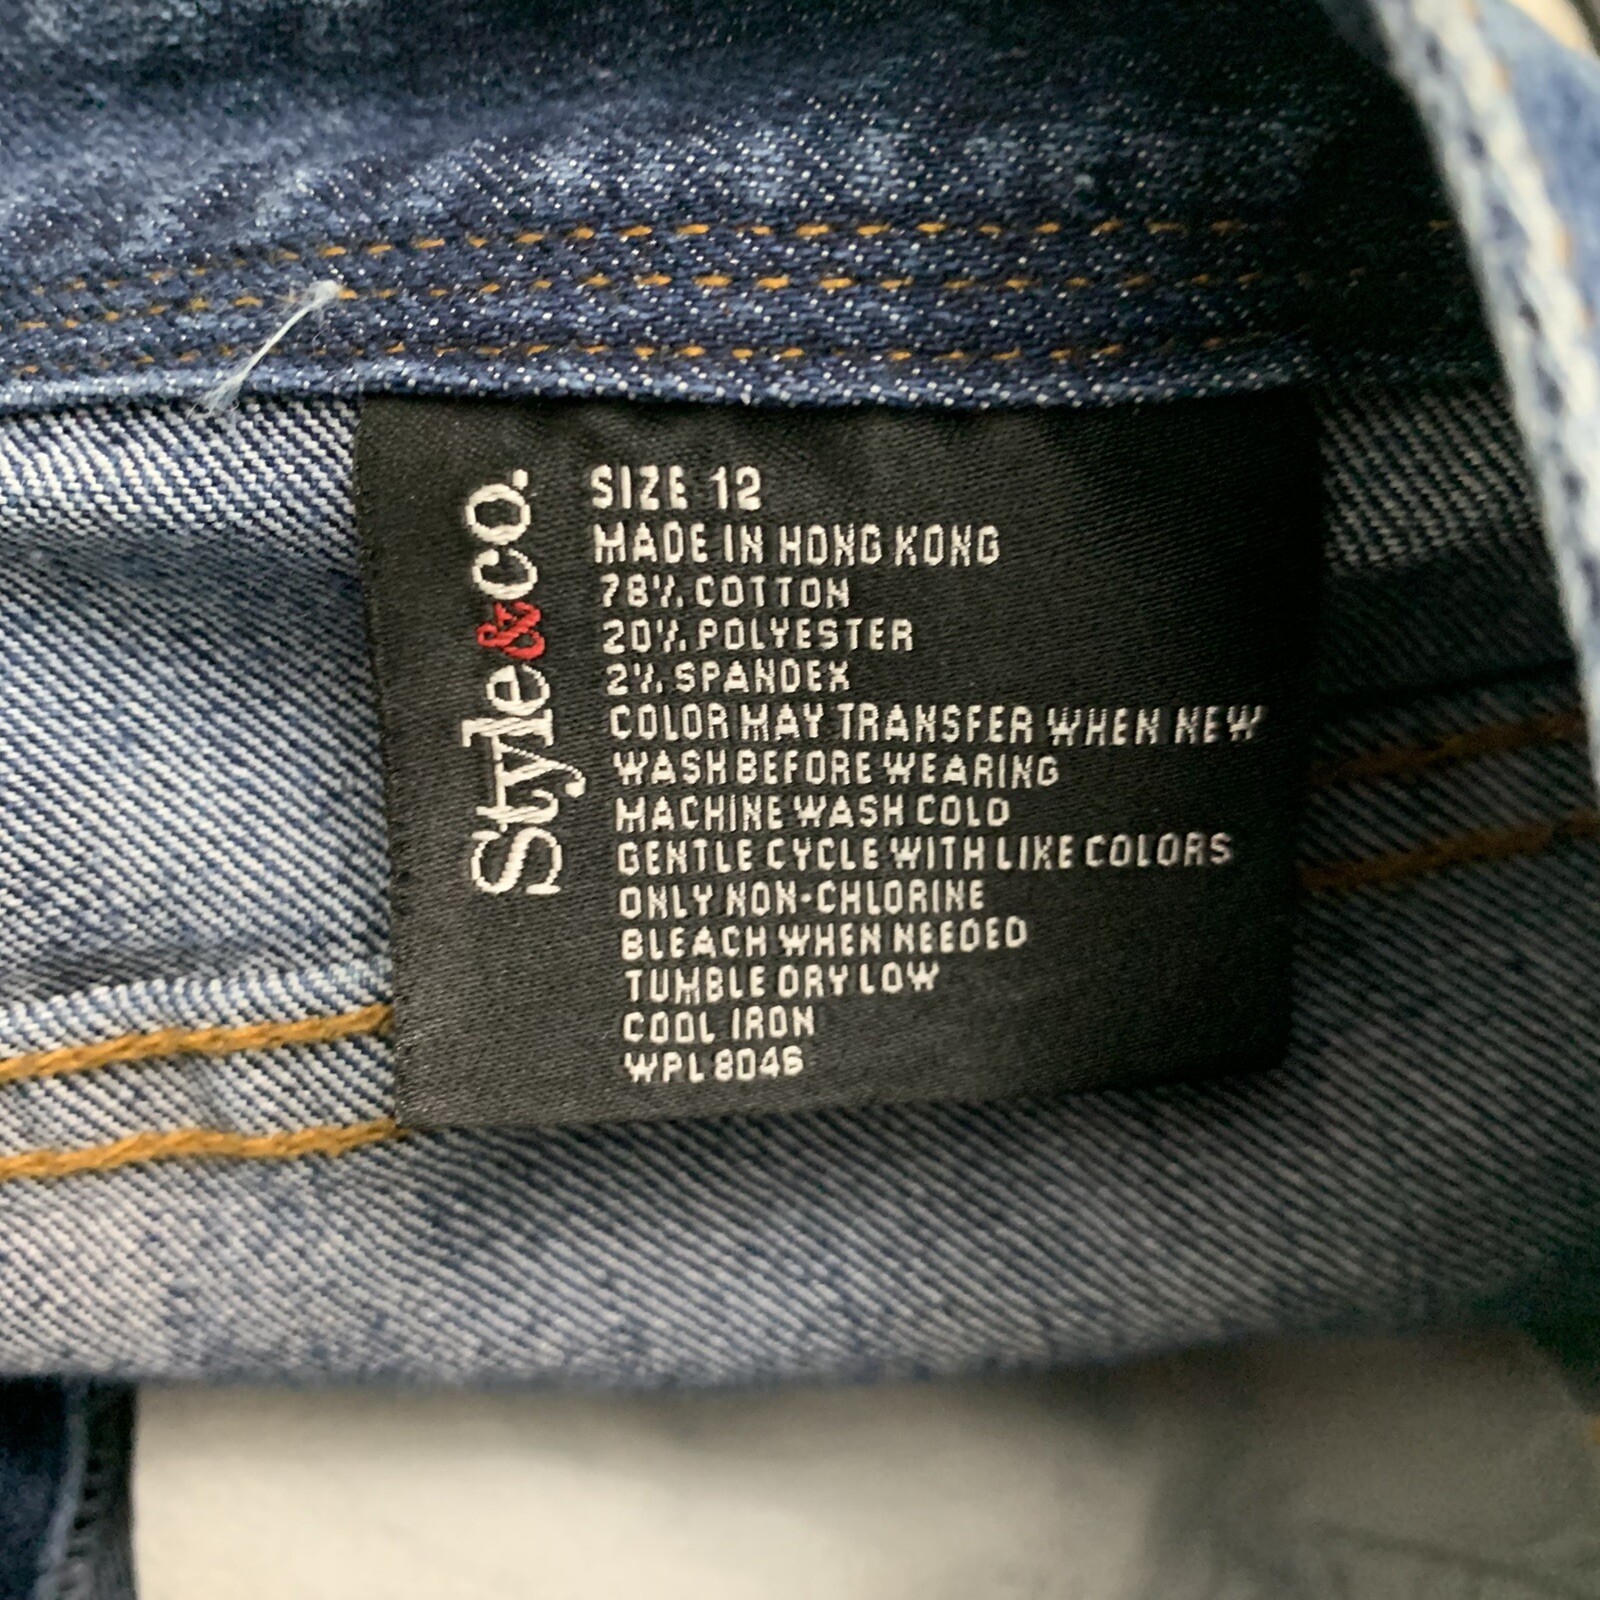 Style&co.
SIZE 12
MADE IN HONG KONG
78% COTTON
20% POLYESTER
2% SPANDEX
COLOR MAY TRANSFER WHEN NEW
WASH BEFORE WEARING
MACHINE WASH COLD
GENTLE CYCLE WITH LIKE COLORS
ONLY NON-CHLORINE
BLEACH WHEN NEEDED
TUMBLE DRY LOW
COOL IRON
WPL 8046